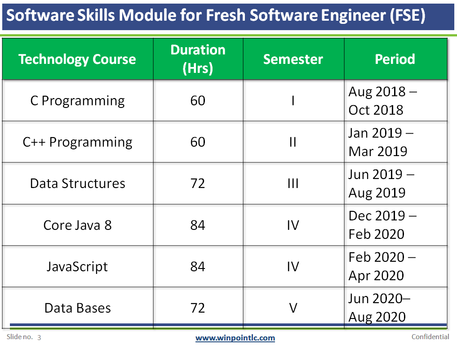 Software Skills Module for Fresh Software Engineer (FSE)
Technology Course Duration (Hrs) Semester Period
C Programming 60 I Aug 2018 – Oct 2018
C++ Programming 60 II Jan 2019 – Mar 2019
Data Structures 72 III Jun 2019 – Aug 2019
Core Java 8 84 IV Dec 2019 – Feb 2020
JavaScript 84 IV Feb 2020 – Apr 2020
Data Bases 72 V Jun 2020– Aug 2020
Slide no. 3 www.winpointlc.com Confidential